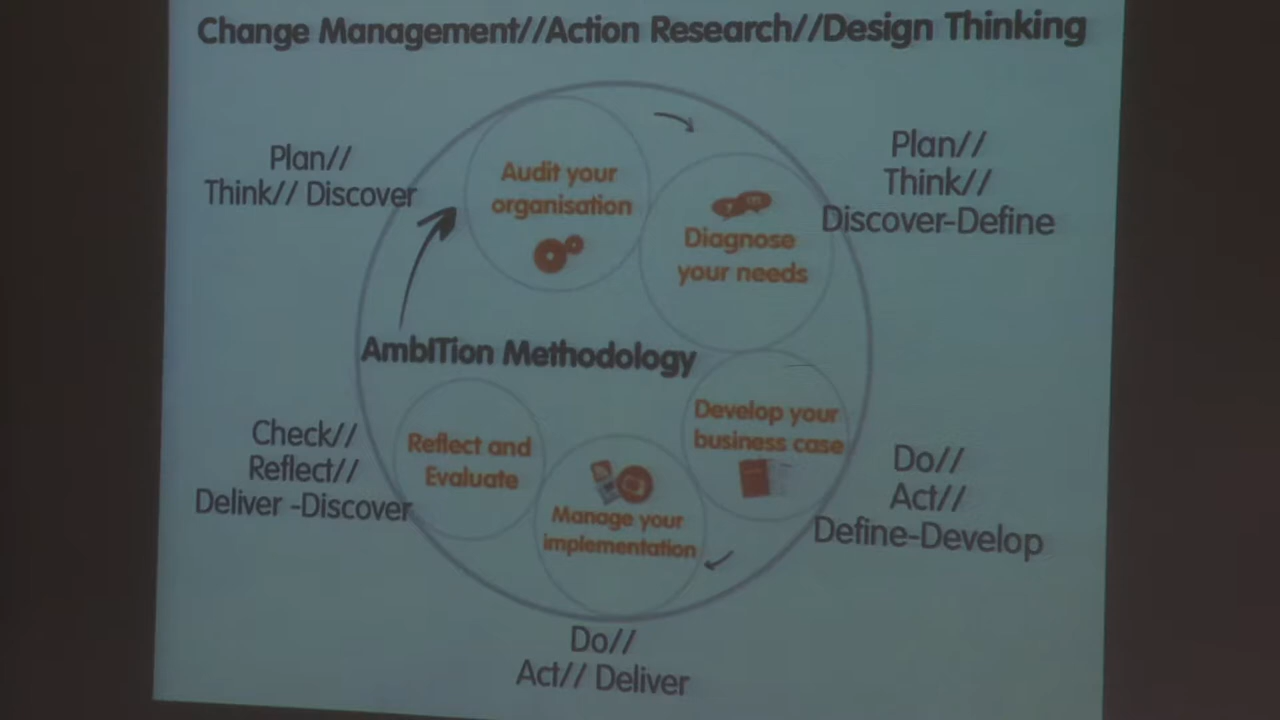 Change Management//Action Research//Design Thinking
Plan//
Think// Discover
Audit your
organisation
Plan//
Think//
Discover-Define
Diagnose
your needs
AmbITion Methodology
Develop your
business case
Do//
Act//
Define-Develop
Check//
Reflect//
Deliver -Discover
Reflect and
Evaluate
Manage your
implementation
Do//
Act// Deliver